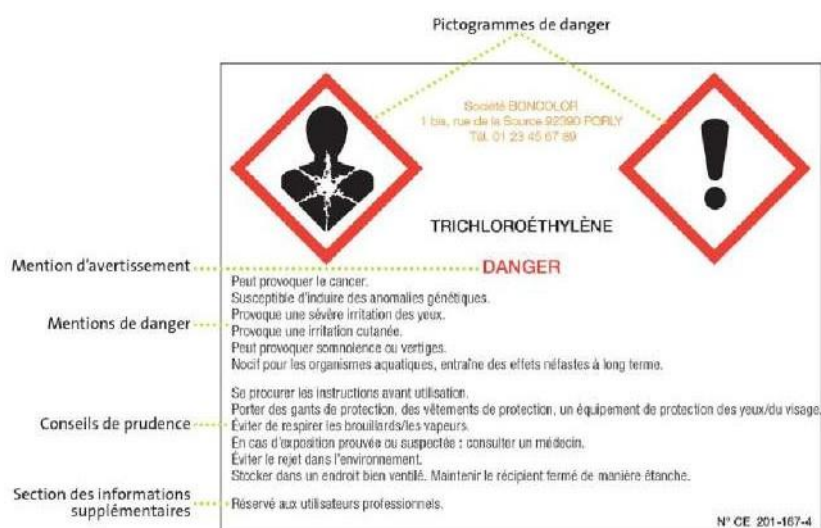 Pictogrammes de danger
Société BONCOLOR
1 bis, rue de la Source 92390 PORLY
Tél. 01 23 45 67 89
TRICHLOROÉTHYLÈNE
Mention d'avertissement
DANGER
Mentions de danger
Peut provoquer le cancer.
Susceptible d'induire des anomalies génétiques.
Provoque une sévère irritation des yeux.
Provoque une irritation cutanée.
Peut provoquer somnolence ou vertiges.
Nocif pour les organismes aquatiques, entraîne des effets néfastes à long terme.
Conseils de prudence
Se procurer les instructions avant utilisation.
Porter des gants de protection, des vêtements de protection, un équipement de protection des yeux/du visage.
Éviter de respirer les brouillards/les vapeurs.
En cas d'exposition prouvée ou suspectée : consulter un médecin.
Éviter le rejet dans l'environnement.
Stocker dans un endroit bien ventilé. Maintenir le récipient fermé de manière étanche.
Section des informations
supplémentaires
Réservé aux utilisateurs professionnels.
N° CE 201-167-4